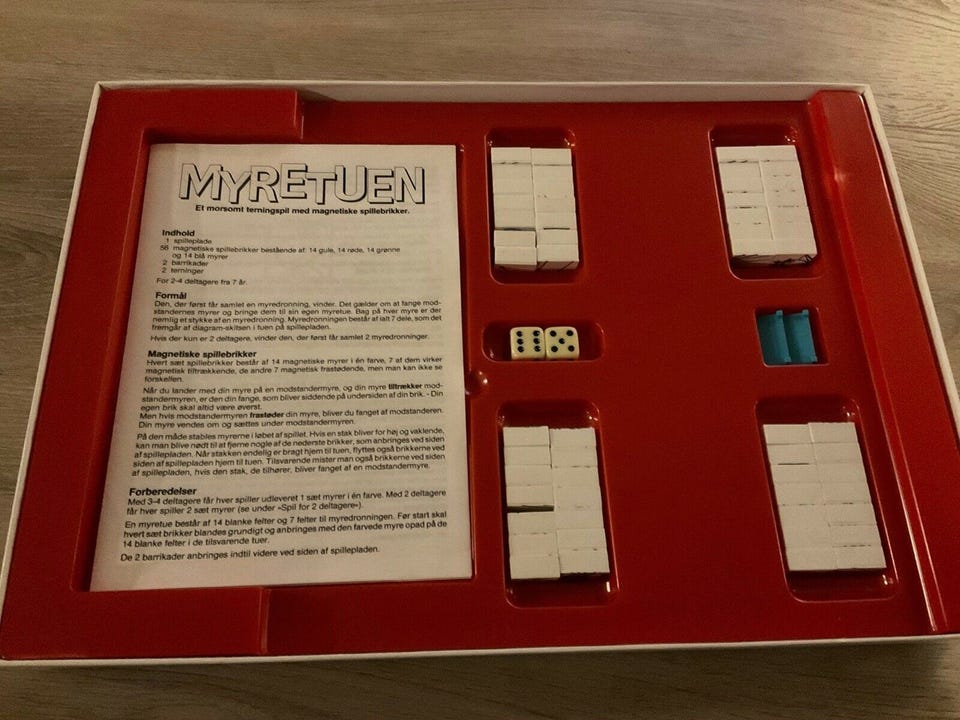 MYRETUEN
Et morsomt terningspil med magnetiske spillebrikker.
Indhold
1 spilleplade
56 magnetiske spillebrikker bestående af: 14 gule, 14 røde, 14 grønne
og 14 blå myrer
2 barrikader
2 terninger
For 2-4 deltagere fra 7 år.
Formål
Den, der først får samlet en myredronning, vinder. Det gælder om at fange mod-
standernes myrer og bringe dem til sin egen myretue. Bag på hver myre er der
nemlig et stykke af en myredronning. Myredronningen består af ialt 7 dele, som det
fremgår af diagram-skitsen i tuen på spillepladen.
Hvis der kun er 2 deltagere, vinder den, der først får samlet 2 myredronninger.
Magnetiske spillebrikker
Hvert sæt spillebrikker består af 14 magnetiske myrer i én farve, 7 af dem virker
magnetisk tiltrækkende, de andre 7 magnetisk frastødende, men man kan ikke se
forskellen.
Når du lander med din myre på en modstandermyre, og din myre tiltrækker mod-
standermyren, er den din fange, som bliver siddende på undersiden af din brik. - Din
egen brik skal altid være øverst.
Men hvis modstandermyren frastøder din myre, bliver du fanget af modstanderen.
Din myre vendes om og sættes under modstandermyren.
På den måde stables myrerne i løbet af spillet. Hvis en stak bliver for høj og vaklende,
kan man blive nødt til at fjerne nogle af de nederste brikker, som anbringes ved siden
af spillepladen. Når stakken endelig er bragt hjem til tuen, flyttes også brikkerne ved
siden af spillepladen hjem til tuen. Tilsvarende mister man også brikkerne ved siden
af spillepladen, hvis den stak, de tilhører, bliver fanget af en modstandermyre.
Forberedelser
Med 3-4 deltagere får hver spiller udleveret 1 sæt myrer i én farve. Med 2 deltagere
får hver spiller 2 sæt myrer (se under «Spil for 2 deltagere»).
En myretue består af 14 blanke felter og 7 felter til myredronningen. Før start skal
hvert sæt brikker blandes grundigt og anbringes med den farvede myre opad på de
14 blanke felter i de tilsvarende tuer.
De 2 barrikader anbringes indtil videre ved siden af spillepladen.